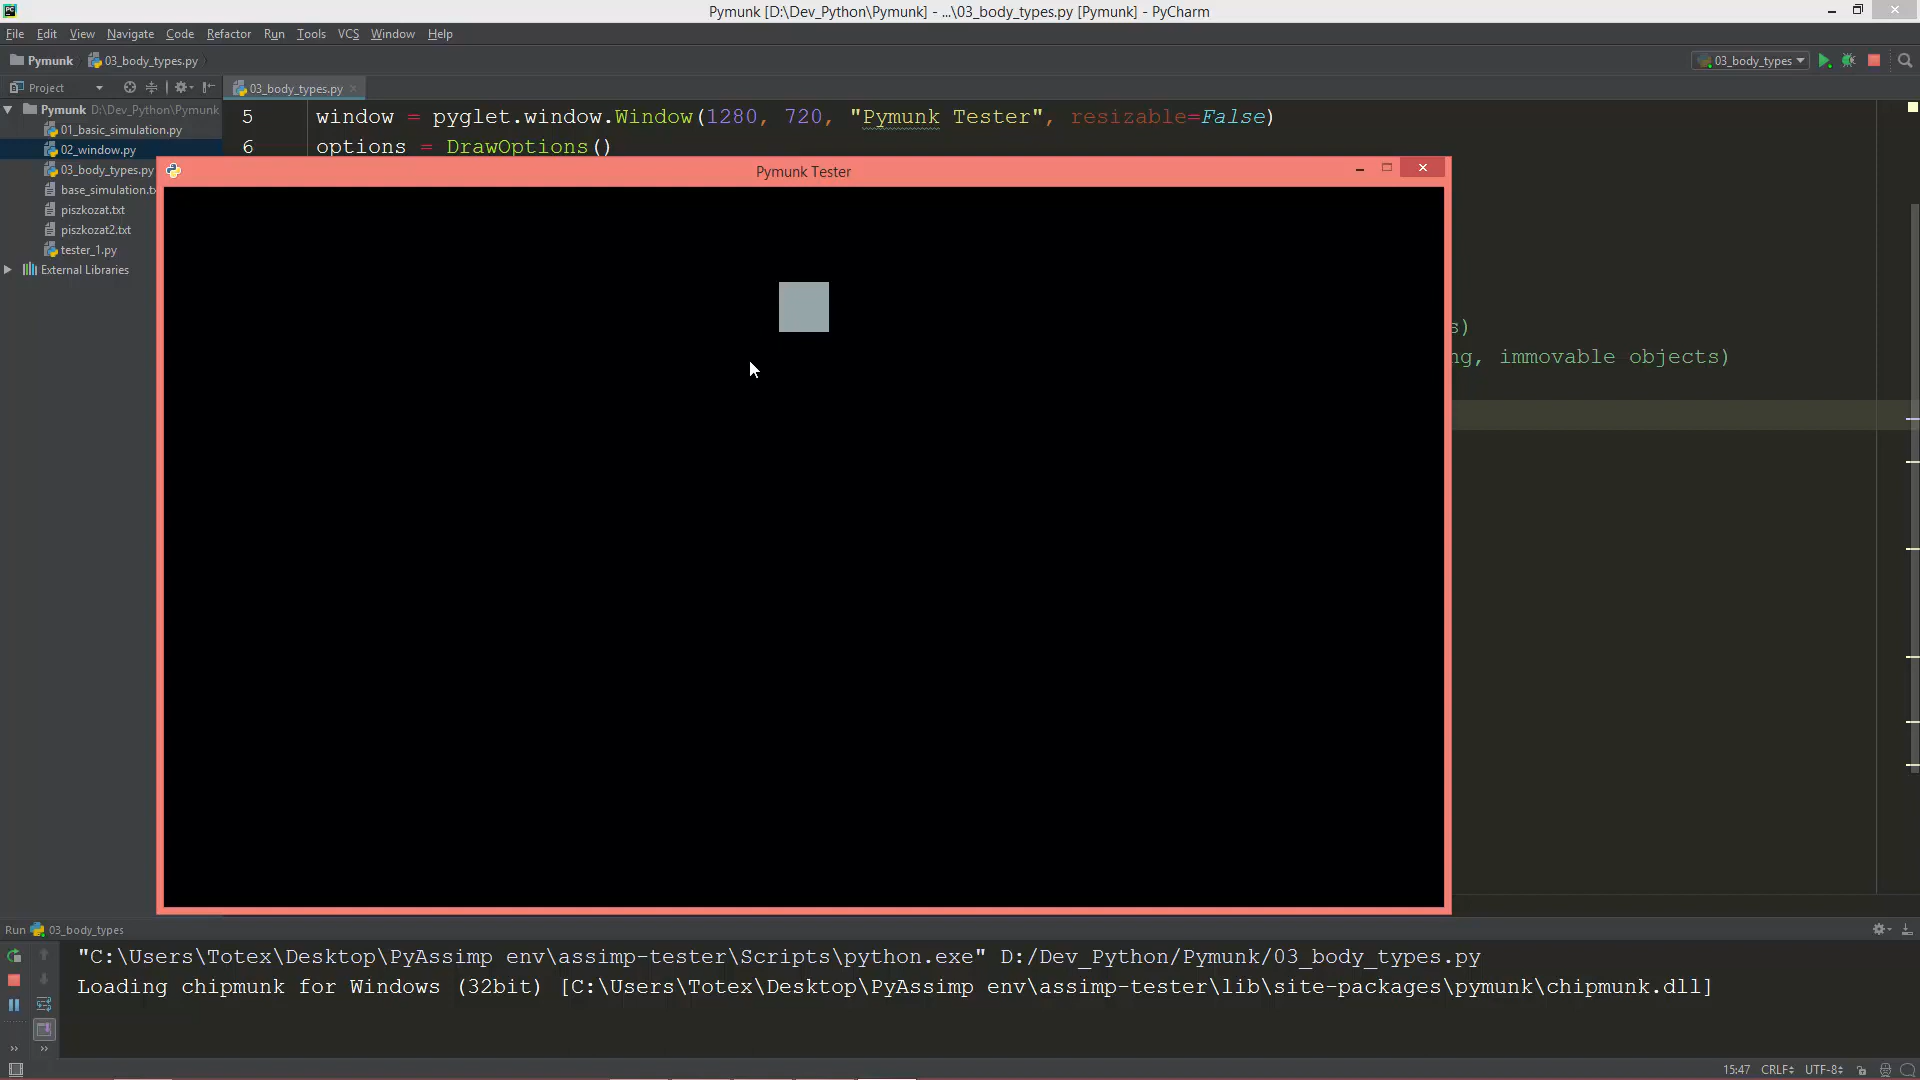 Pymunk [D:\Dev_Python\Pymunk] - ...\03_body_types.py [Pymunk] - PyCharm
File Edit View Navigate Code Refactor Run Tools VCS Window Help
Pymunk 03_body_types.py 03_body_types
Project 03_body_types.py
Pymunk D:\Dev_Python\Pymunk
01_basic_simulation.py
02_window.py
03_body_types.py
base_simulation.tx
piszkozat.txt
piszkozat2.txt
tester_1.py
External Libraries
5 window = pyglet.window.Window(1280, 720, "Pymunk Tester", resizable=False)
6 options = DrawOptions()
Pymunk Tester
s)
ng, immovable objects)
Run 03_body_types
"C:\Users\Totex\Desktop\PyAssimp env\assimp-tester\Scripts\python.exe" D:/Dev_Python/Pymunk/03_body_types.py
Loading chipmunk for Windows (32bit) [C:\Users\Totex\Desktop\PyAssimp env\assimp-tester\lib\site-packages\pymunk\chipmunk.dll]
15:47 CRLF UTF-8